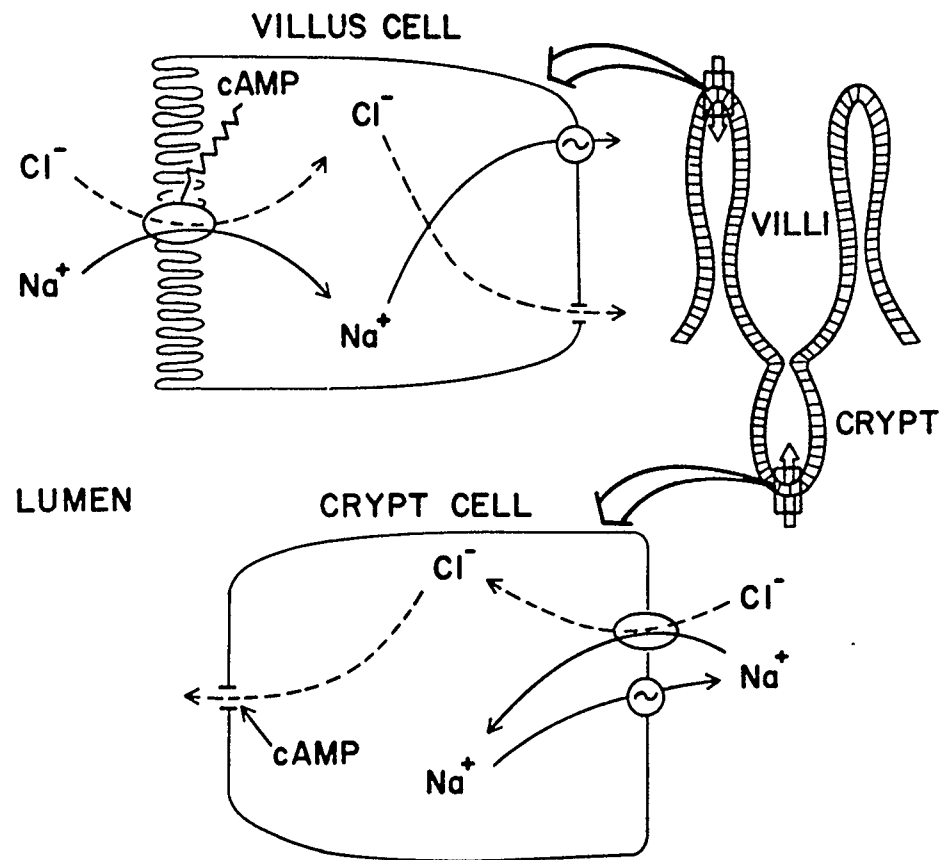 VILLUS CELL
cAMP
Cl⁻
Cl⁻
Na⁺
Na⁺
VILLI
CRYPT
LUMEN
CRYPT CELL
Cl⁻
Cl⁻
Na⁺
cAMP
Na⁺